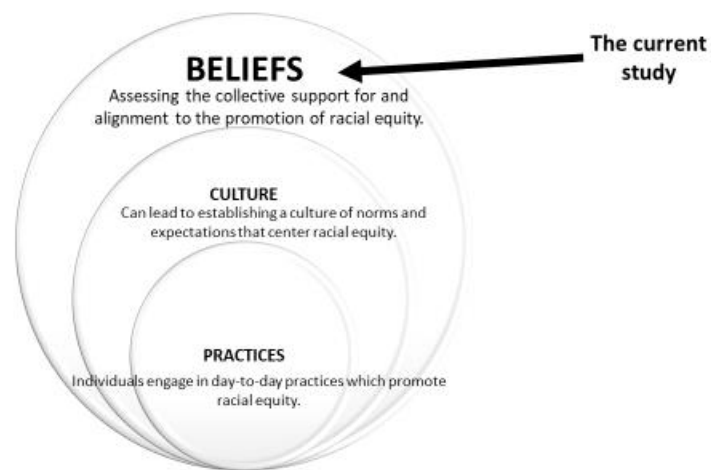 BELIEFS
Assessing the collective support for and
alignment to the promotion of racial equity.
The current
study
CULTURE
Can lead to establishing a culture of norms and
expectations that center racial equity.
PRACTICES
Individuals engage in day-to-day practices which promote
racial equity.